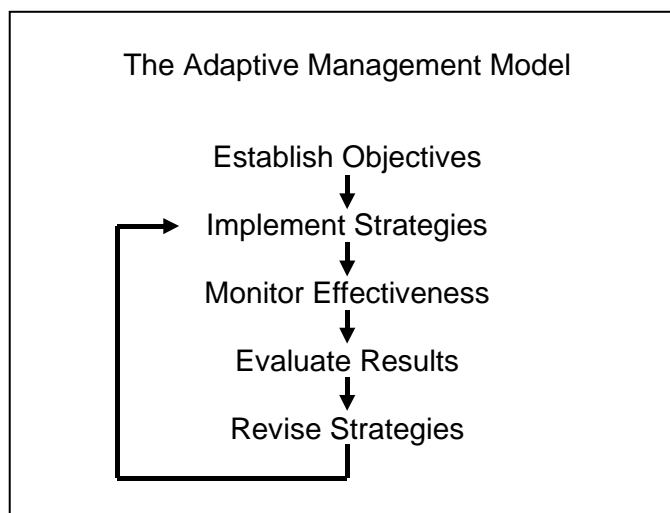 The Adaptive Management Model
Establish Objectives
Implement Strategies
Monitor Effectiveness
Evaluate Results
Revise Strategies